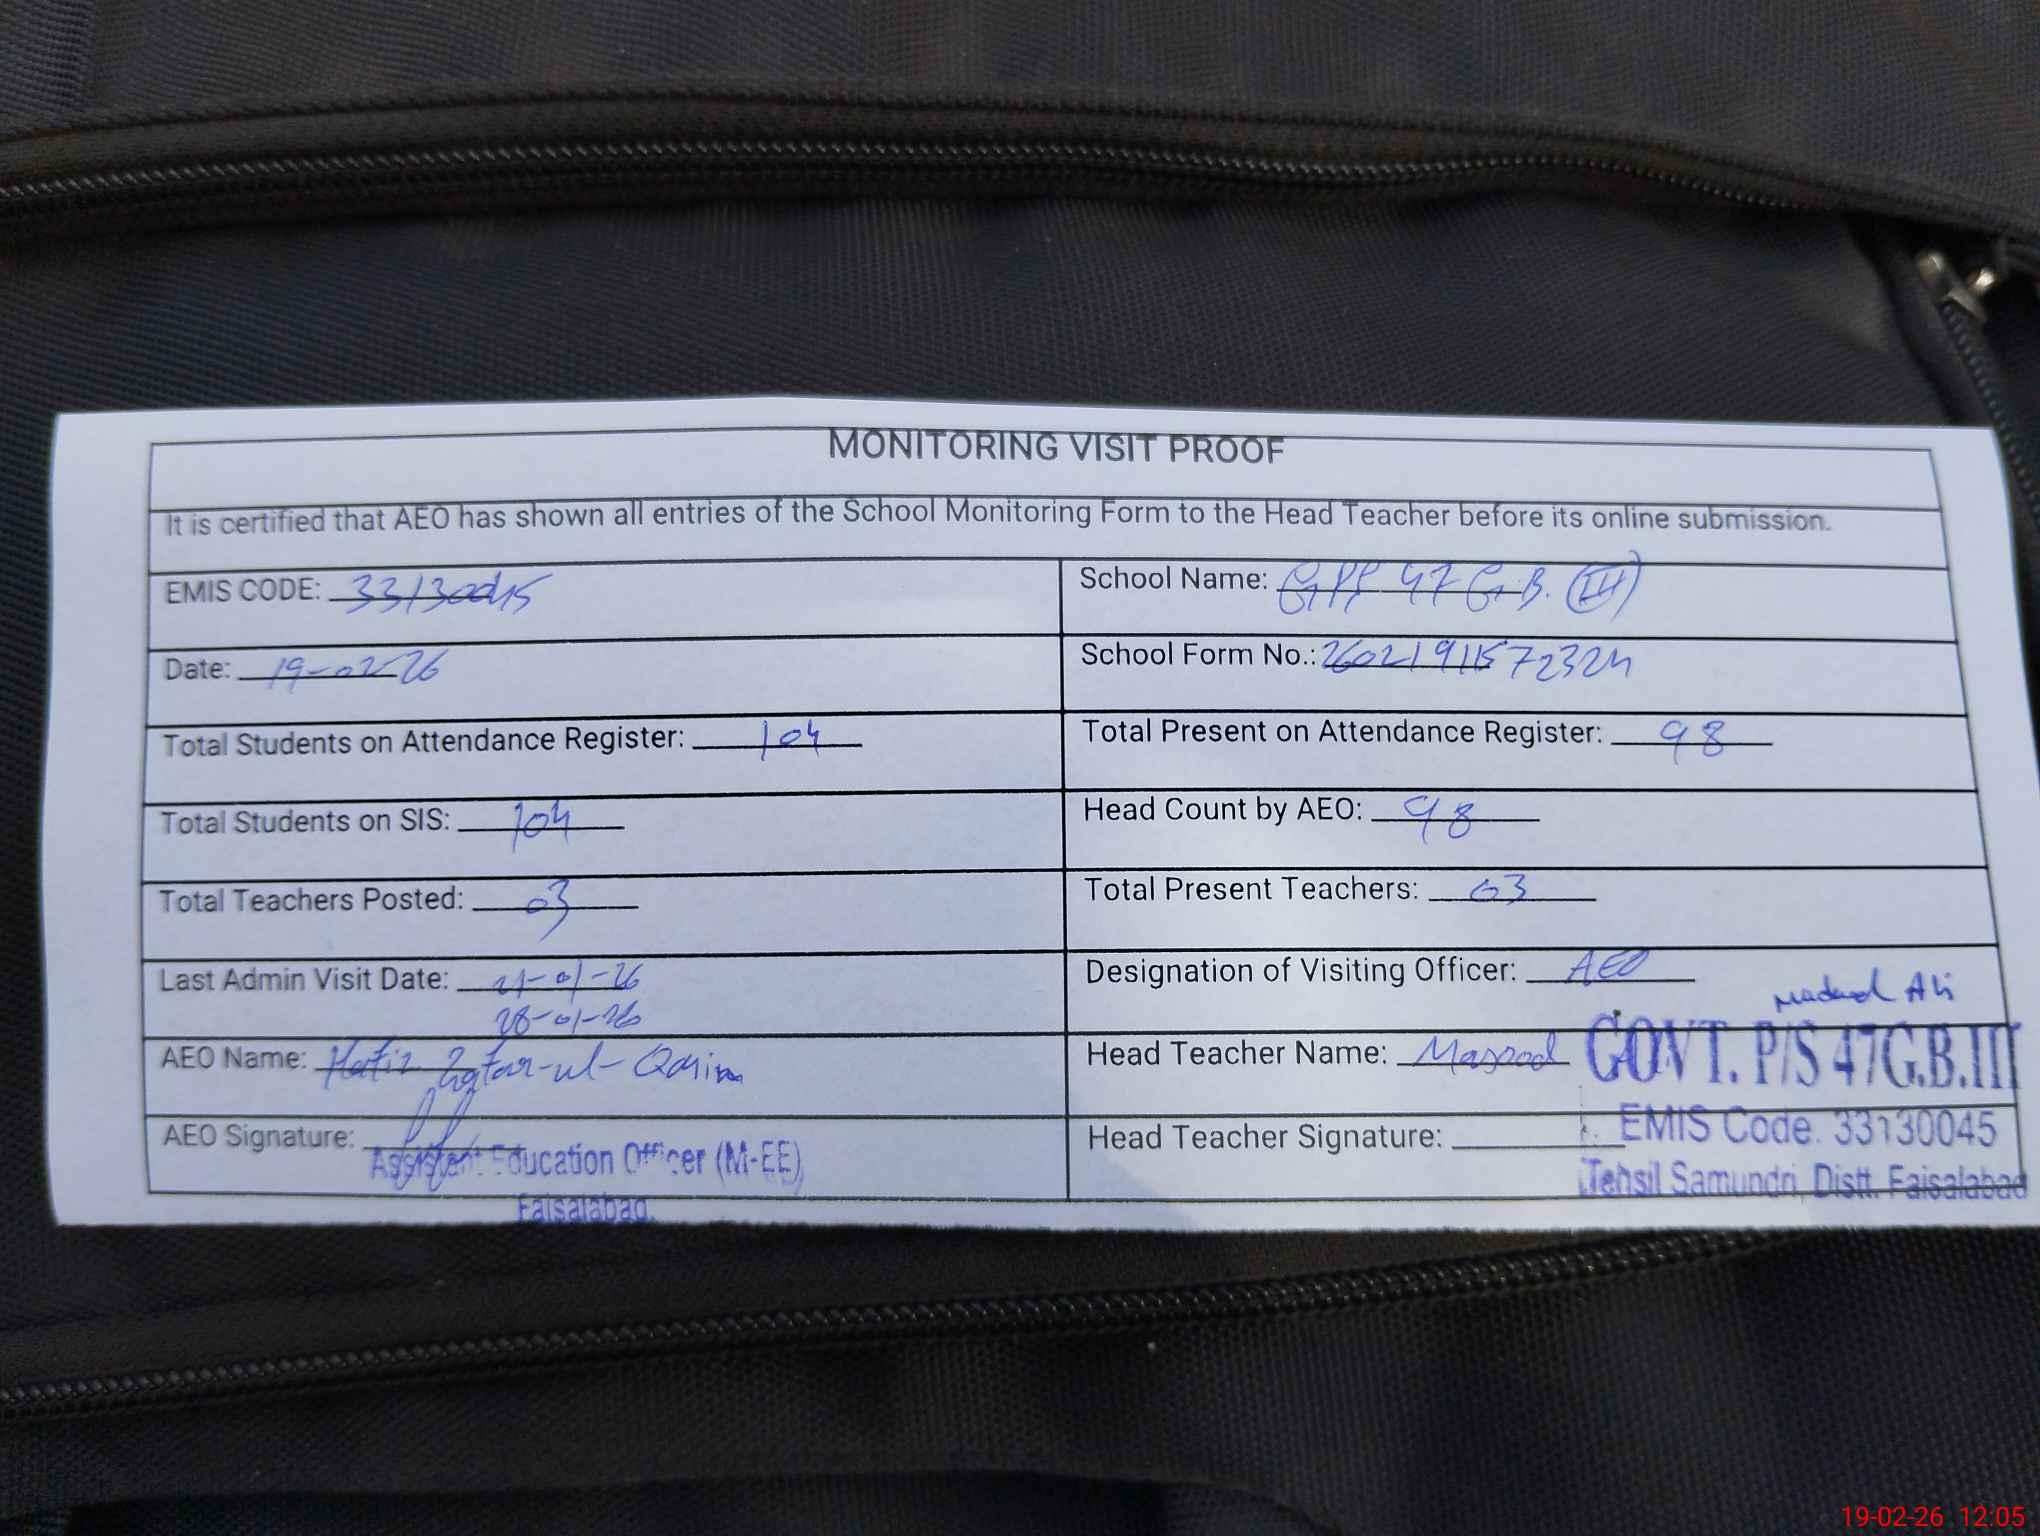 MONITORING VISIT PROOF
It is certified that AEO has shown all entries of the School Monitoring Form to the Head Teacher before its online submission.
EMIS CODE: 33130045
School Name: GPS 47 G.B. (III)
Date: 19-02-26
School Form No.: 26021911572324
Total Students on Attendance Register: 104
Total Present on Attendance Register: 98
Total Students on SIS: 104
Head Count by AEO: 98
Total Teachers Posted: 03
Total Present Teachers: 03
Last Admin Visit Date: 21-01-26
28-01-26
Designation of Visiting Officer: AEO
AEO Name: Hafiz Zafar-ul-
Head Teacher Name: Masood
Ali
GOVT. P/S 47G.B.III
EMIS Code. 33130045
Tehsil Samundri, Distt. Faisalabad
AEO Signature:
Assistant Education Officer (M-EE)
Faisalabad.
Head Teacher Signature:
19-02-26 12:05